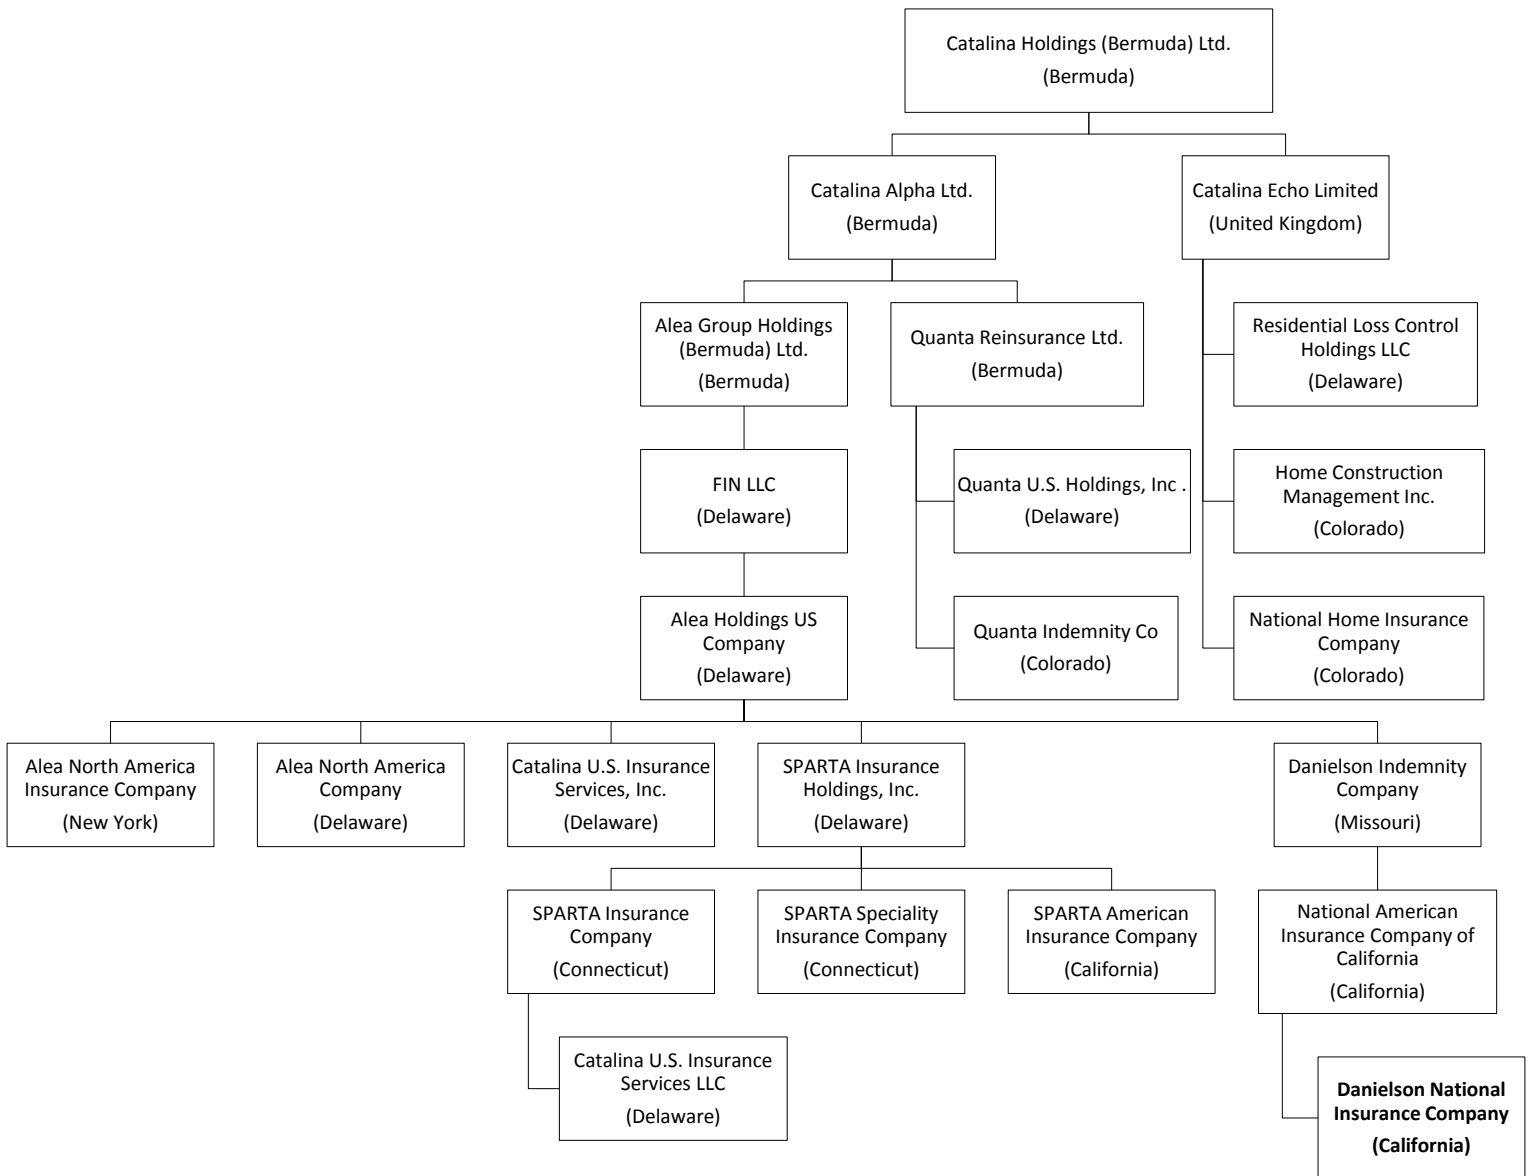 Catalina Holdings (Bermuda) Ltd.
(Bermuda)
Catalina Alpha Ltd.
(Bermuda)
Catalina Echo Limited
(United Kingdom)
Alea Group Holdings
(Bermuda) Ltd.
(Bermuda)
Quanta Reinsurance Ltd.
(Bermuda)
Residential Loss Control
Holdings LLC
(Delaware)
FIN LLC
(Delaware)
Quanta U.S. Holdings, Inc .
(Delaware)
Home Construction
Management Inc.
(Colorado)
Alea Holdings US
Company
(Delaware)
Quanta Indemnity Co
(Colorado)
National Home Insurance
Company
(Colorado)
Alea North America
Insurance Company
(New York)
Alea North America
Company
(Delaware)
Catalina U.S. Insurance
Services, Inc.
(Delaware)
SPARTA Insurance
Holdings, Inc.
(Delaware)
Danielson Indemnity
Company
(Missouri)
SPARTA Insurance
Company
(Connecticut)
SPARTA Speciality
Insurance Company
(Connecticut)
SPARTA American
Insurance Company
(California)
National American
Insurance Company of
California
(California)
Catalina U.S. Insurance
Services LLC
(Delaware)
Danielson National
Insurance Company
(California)